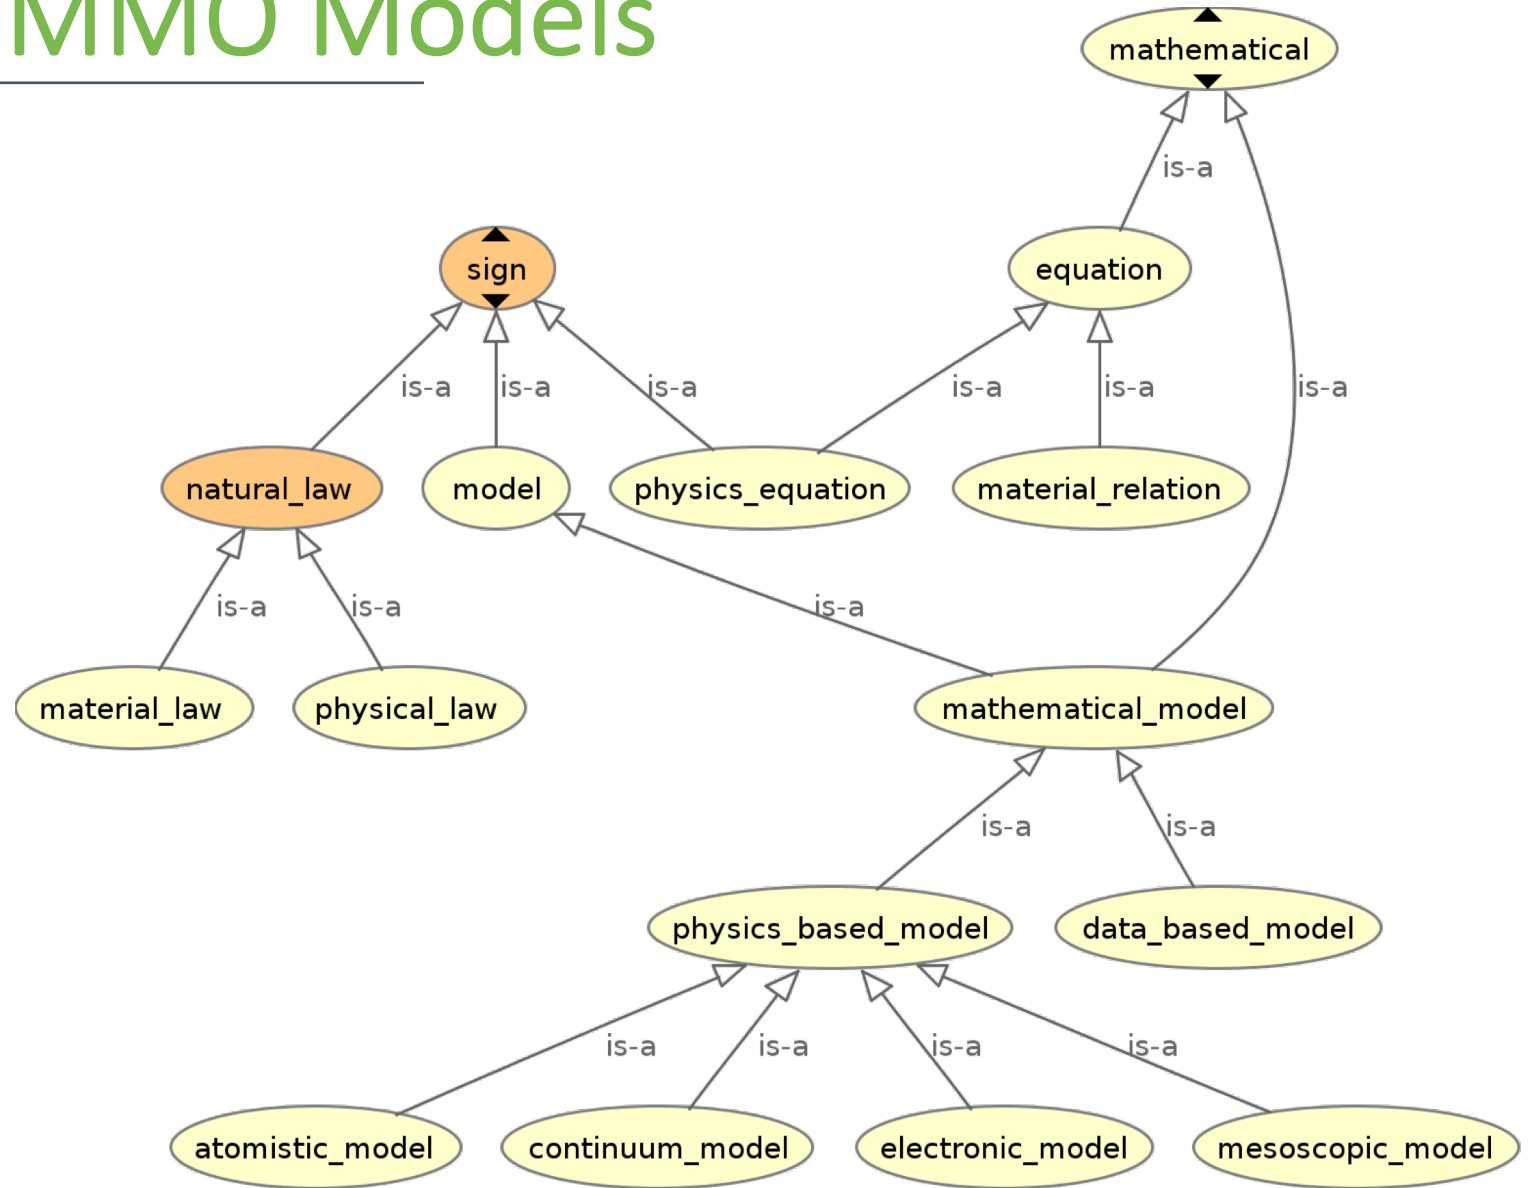 MMO Models
mathematical
is-a
sign
equation
is-a
is-a
is-a
is-a
is-a
is-a
natural_law
model
physics_equation
material_relation
is-a
is-a
is-a
material_law
physical_law
mathematical_model
is-a
is-a
physics_based_model
data_based_model
is-a
is-a
is-a
is-a
atomistic_model
continuum_model
electronic_model
mesoscopic_model